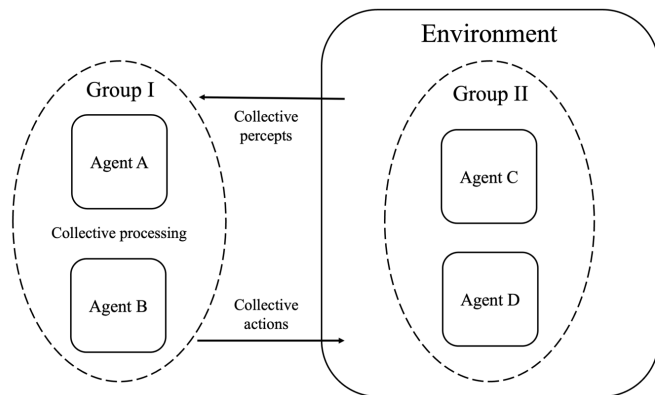 Environment
Group I
Group II
Collective
percepts
Agent A
Agent C
Collective processing
Agent B
Agent D
Collective
actions